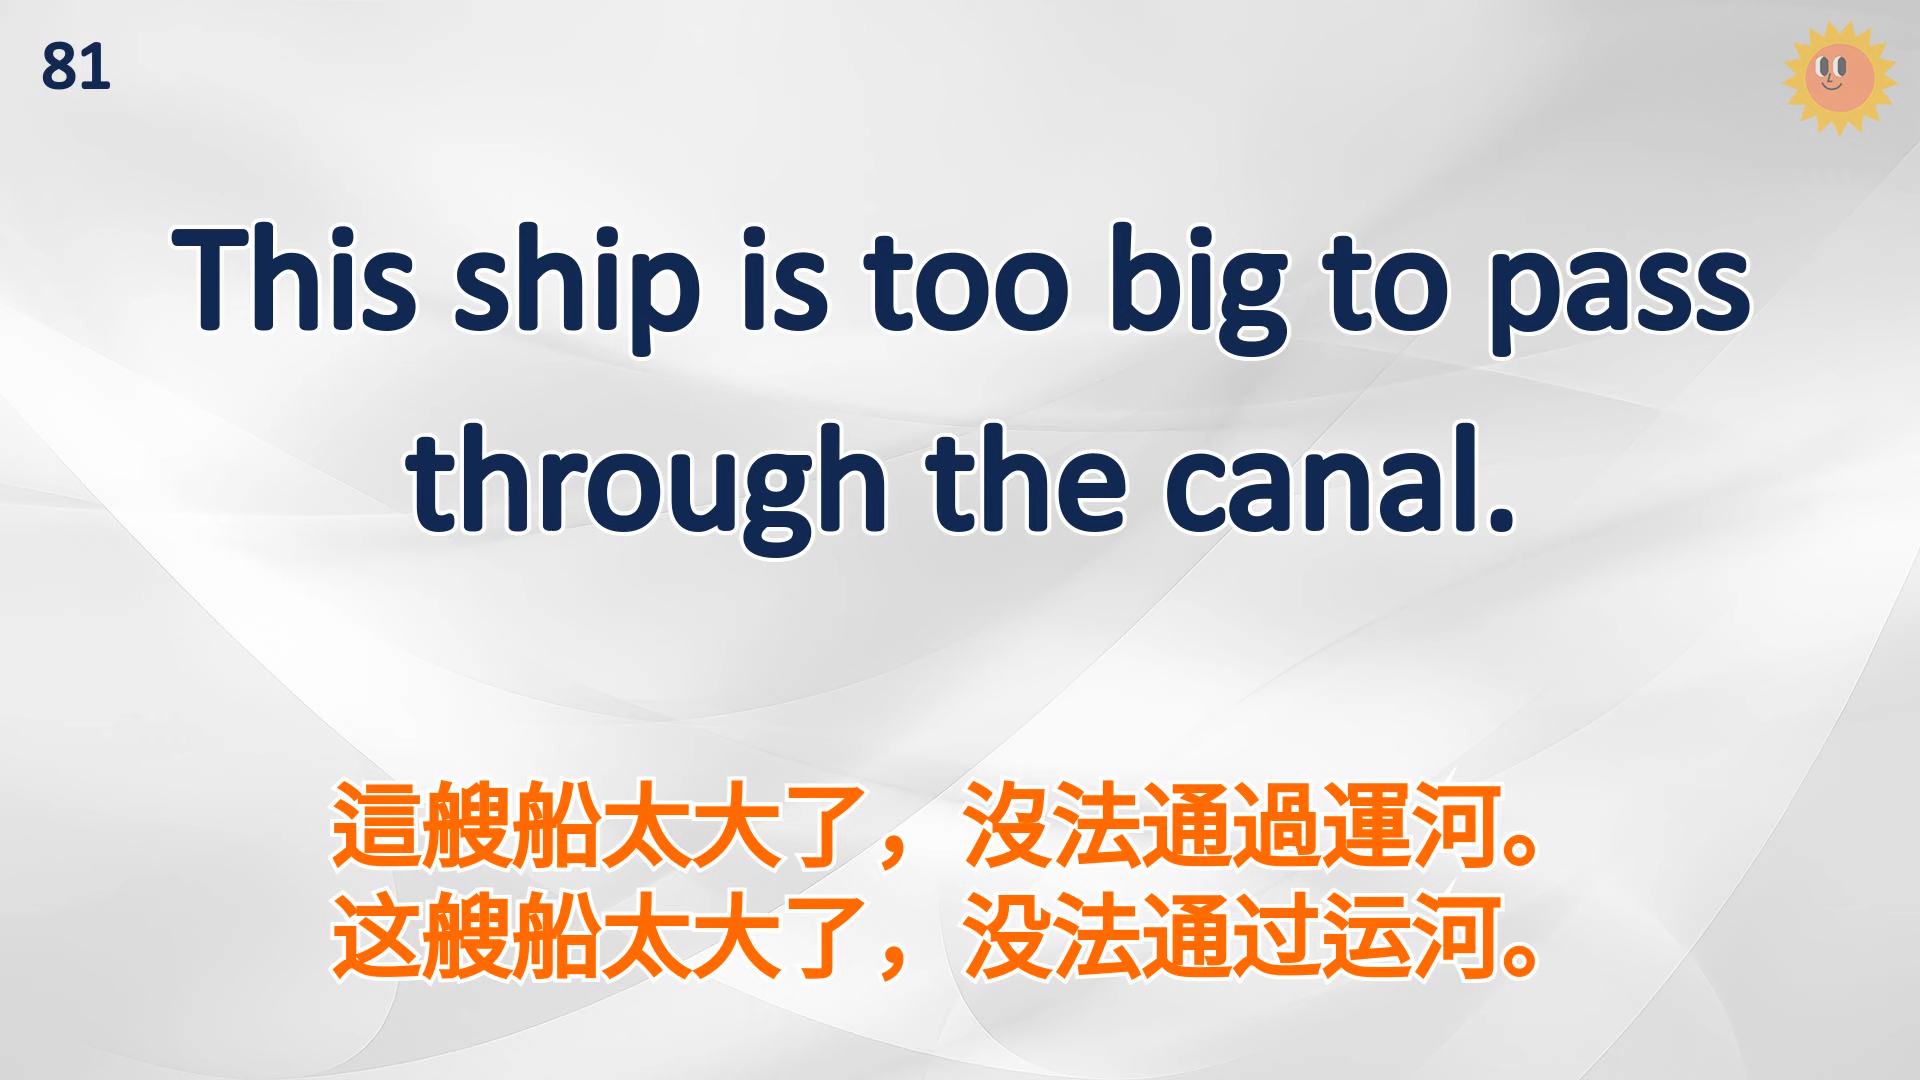 81
This ship is too big to pass
through the canal.
這艘船太大了，沒法通過運河。
这艘船太大了，没法通过运河。